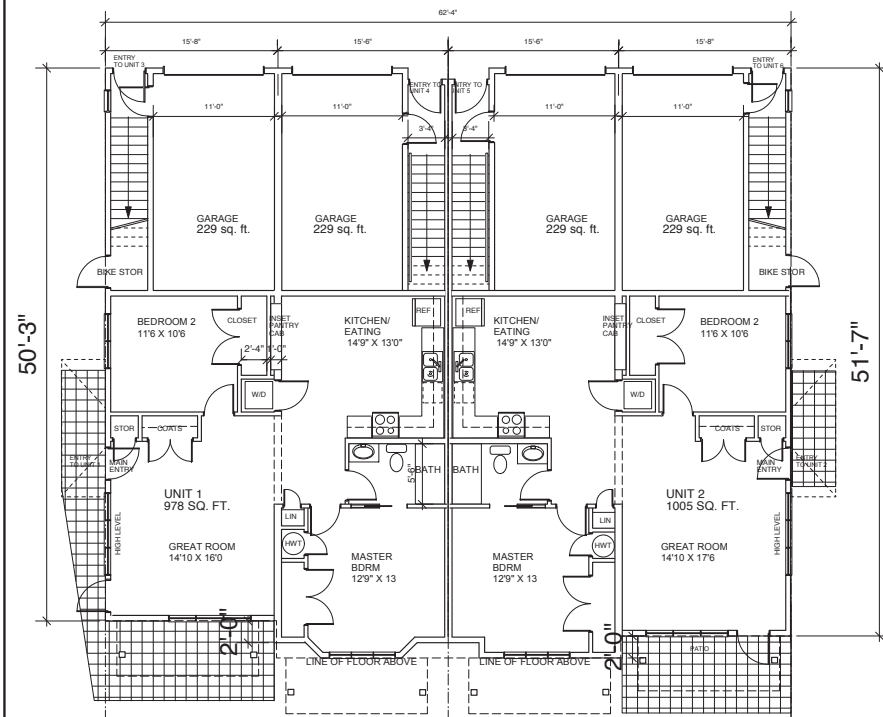 62'-4"
15'-8"
15'-6"
15'-6"
15'-8"
ENTRY
TO UNIT 3
ENTRY TO
UNIT 4
ENTRY TO
UNIT 5
ENTRY
TO UNIT 6
11'-0"
11'-0"
3'-4"
3'-4"
11'-0"
11'-0"
GARAGE
229 sq. ft.
GARAGE
229 sq. ft.
GARAGE
229 sq. ft.
GARAGE
229 sq. ft.
BIKE STOR
BIKE STOR
50'-3"
51'-7"
BEDROOM 2
11'6 X 10'6
CLOSET
INSET
PANTRY
CAB
2'-4"
1'-0"
KITCHEN/
EATING
14'9" X 13'0"
REF
REF
KITCHEN/
EATING
14'9" X 13'0"
INSET
PANTRY
CAB
CLOSET
BEDROOM 2
11'6 X 10'6
W/D
W/D
STOR
COATS
COATS
STOR
ENTRY
TO UNIT
MAIN
ENTRY
5'-6"
BATH
BATH
MAIN
ENTRY
ENTRY
TO UNIT 2
UNIT 1
978 SQ. FT.
UNIT 2
1005 SQ. FT.
HIGH LEVEL
LIN
LIN
HIGH LEVEL
GREAT ROOM
14'10 X 16'0
HWT
MASTER
BDRM
12'9" X 13
MASTER
BDRM
12'9" X 13
HWT
GREAT ROOM
14'10 X 17'6
2'-0"
2'-0"
PATIO
LINE OF FLOOR ABOVE
LINE OF FLOOR ABOVE